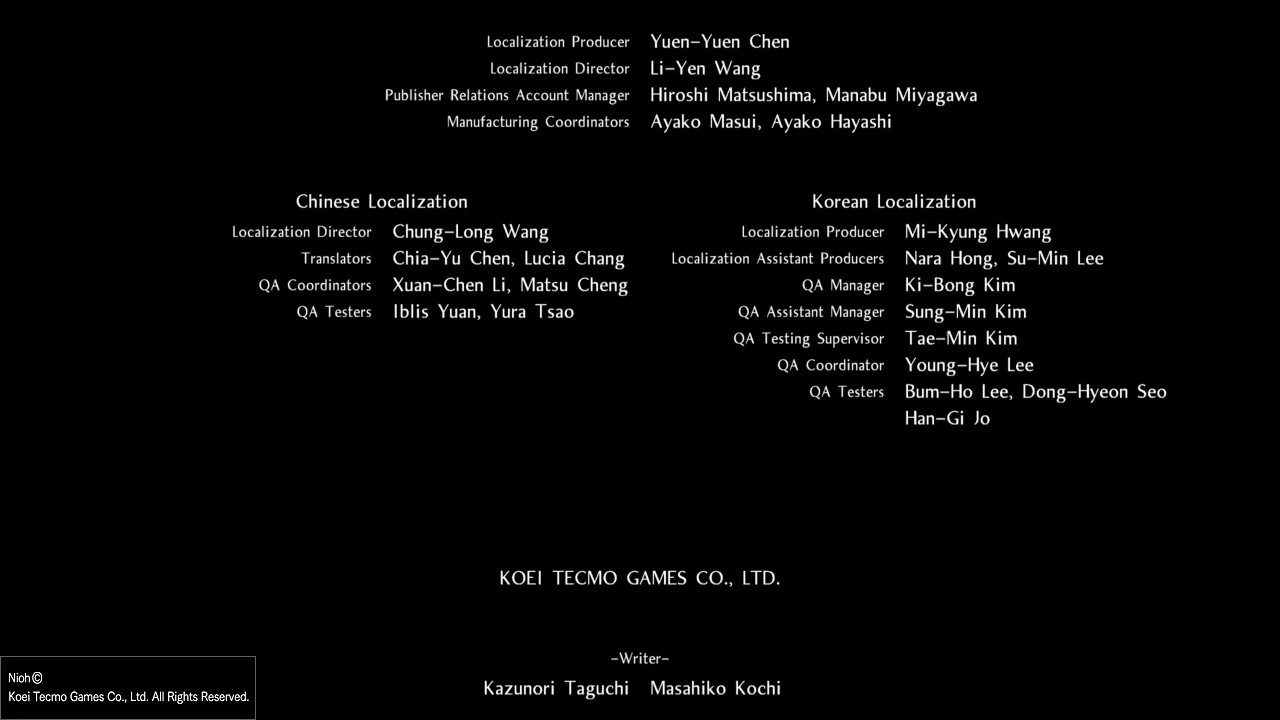 Localization Producer Yuen-Yuen Chen
Localization Director Li-Yen Wang
Publisher Relations Account Manager Hiroshi Matsushima, Manabu Miyagawa
Manufacturing Coordinators Ayako Masui, Ayako Hayashi
Chinese Localization
Localization Director Chung-Long Wang
Translators Chia-Yu Chen, Lucia Chang
QA Coordinators Xuan-Chen Li, Matsu Cheng
QA Testers Iblis Yuan, Yura Tsao
Korean Localization
Localization Producer Mi-Kyung Hwang
Localization Assistant Producers Nara Hong, Su-Min Lee
QA Manager Ki-Bong Kim
QA Assistant Manager Sung-Min Kim
QA Testing Supervisor Tae-Min Kim
QA Coordinator Young-Hye Lee
QA Testers Bum-Ho Lee, Dong-Hyeon Seo
Han-Gi Jo
KOEI TECMO GAMES CO., LTD.
-Writer-
Kazunori Taguchi Masahiko Kochi
Nioh©
Koei Tecmo Games Co., Ltd. All Rights Reserved.